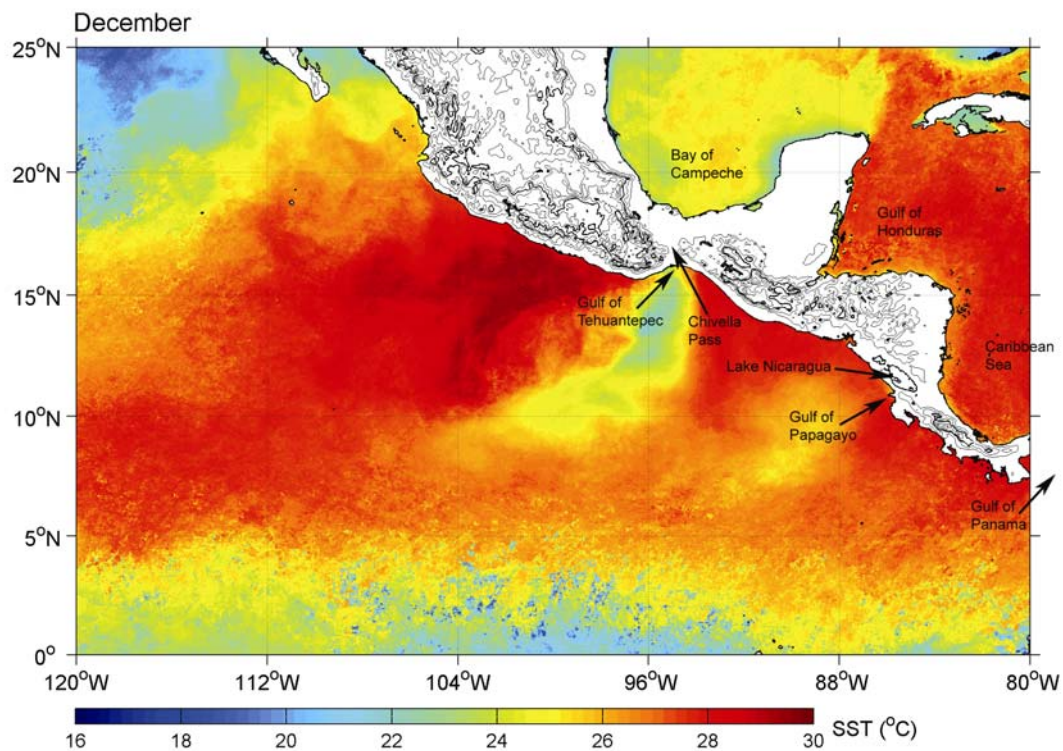 December
25°N
20°N
15°N
10°N
5°N
0°
Bay of
Campeche
Gulf of
Honduras
Gulf of
Tehuantepec
Chivella
Pass
Caribbean
Sea
Lake Nicaragua
Gulf of
Papagayo
Gulf of
Panama
120°W 112°W 104°W 96°W 88°W 80°W
16 18 20 22 24 26 28 30 SST (°C)